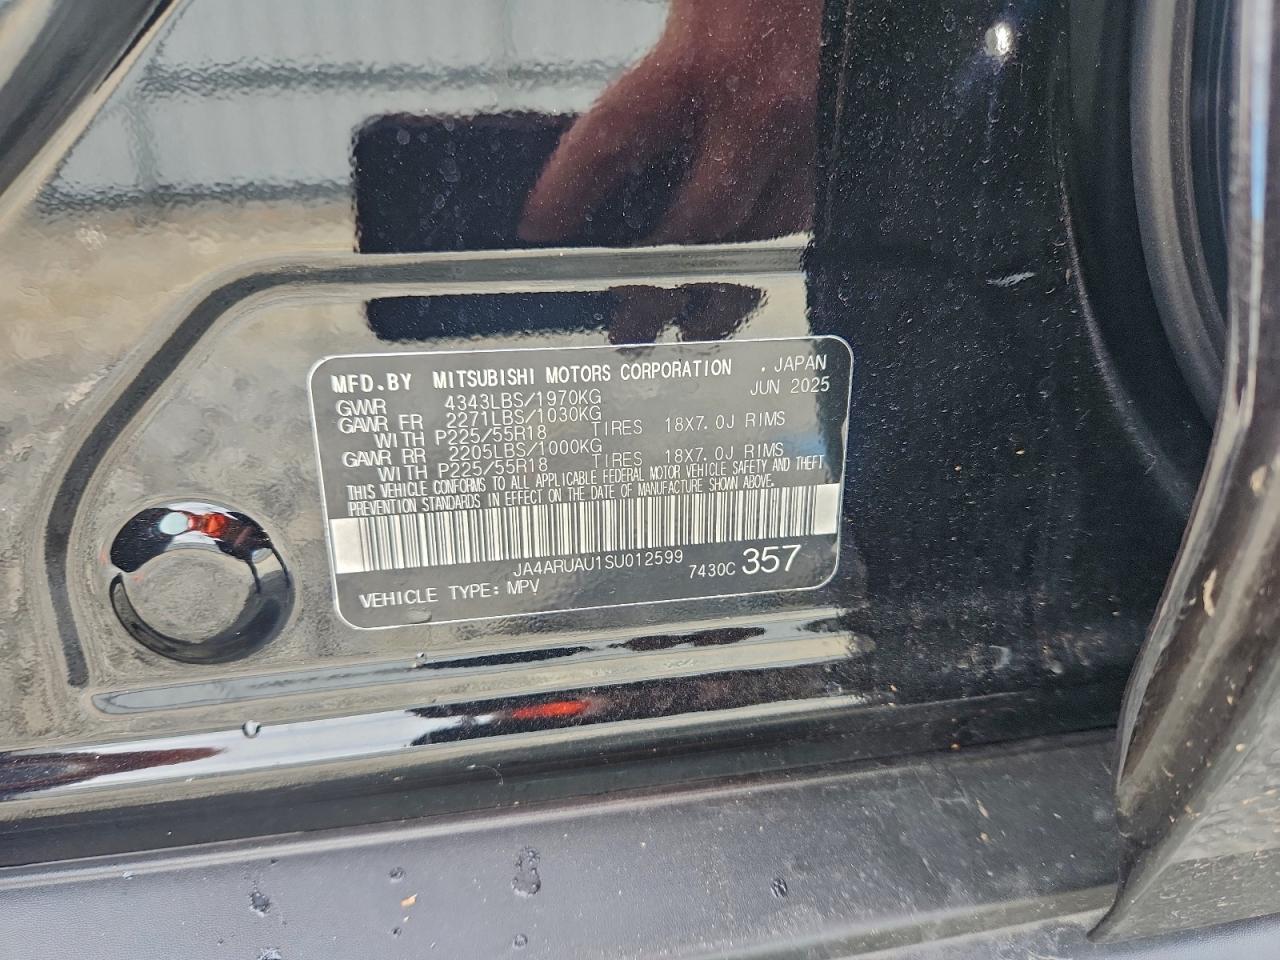 MFD.BY MITSUBISHI MOTORS CORPORATION . JAPAN
GVWR 4343LBS/1970KG JUN 2025
GAWR FR 2271LBS/1030KG
WITH P225/55R18 TIRES 18X7.0J RIMS
GAWR RR 2205LBS/1000KG
WITH P225/55R18 TIRES 18X7.0J RIMS
THIS VEHICLE CONFORMS TO ALL APPLICABLE FEDERAL MOTOR VEHICLE SAFETY AND THEFT
PREVENTION STANDARDS IN EFFECT ON THE DATE OF MANUFACTURE SHOWN ABOVE.
JA4ARUAU1SU012599 7430C 357
VEHICLE TYPE: MPV